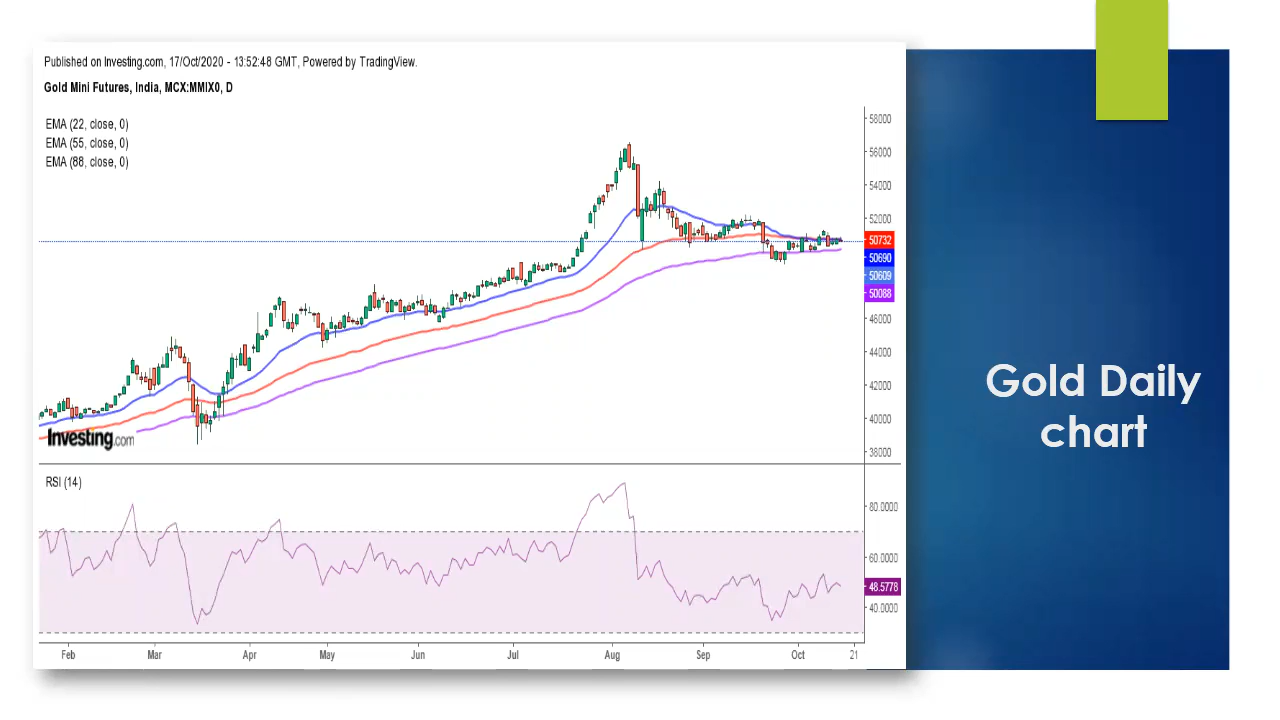 Published on Investing.com, 17/Oct/2020 - 13:52:48 GMT, Powered by TradingView.
Gold Mini Futures, India, MCX:MMIX0, D
EMA (22, close, 0)
EMA (55, close, 0)
EMA (88, close, 0)
58000
56000
54000
52000
50732
50690
50609
50088
46000
44000
42000
40000
38000
Investing.com
RSI (14)
80.0000
60.0000
48.5778
40.0000
Feb Mar Apr May Jun Jul Aug Sep Oct 21
Gold Daily
chart